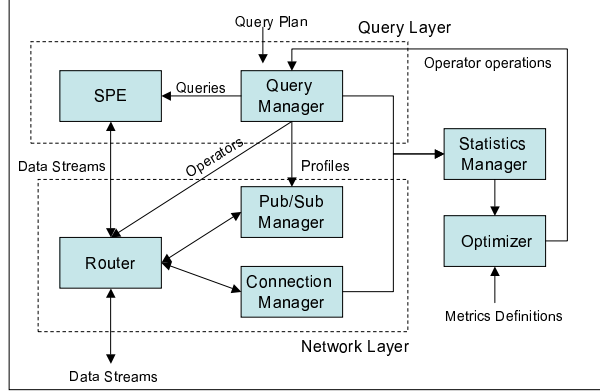 Query Plan
Query Layer
Operator operations
SPE
Queries
Query
Manager
Statistics
Manager
Data Streams
Operators
Profiles
Pub/Sub
Manager
Router
Optimizer
Connection
Manager
Metrics Definitions
Network Layer
Data Streams